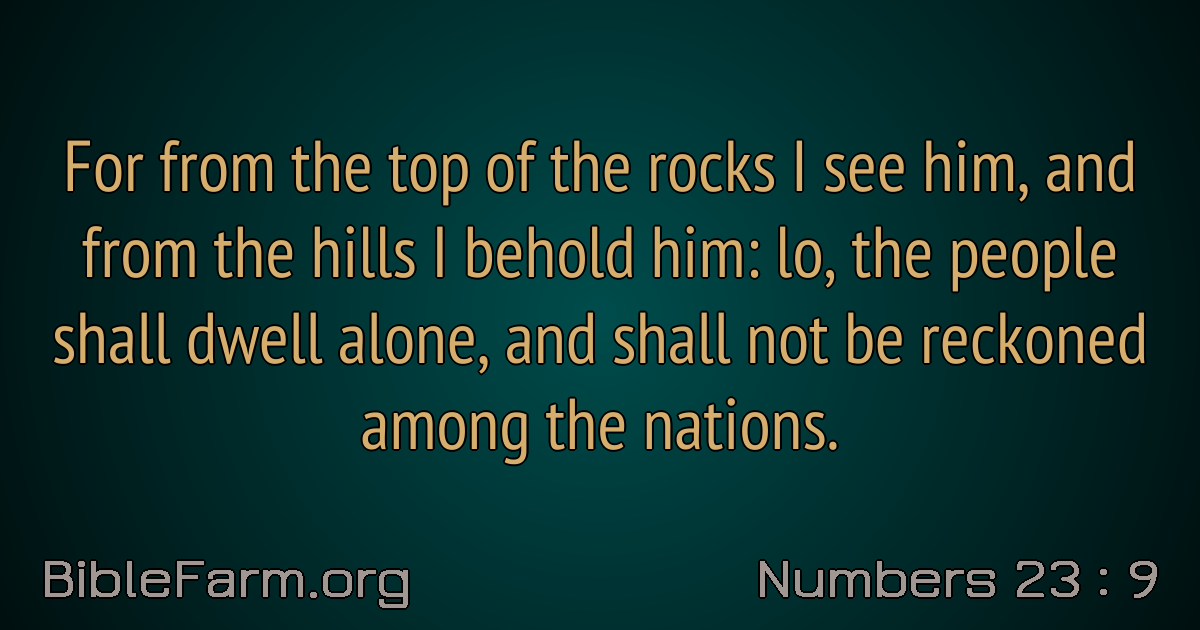 For from the top of the rocks I see him, and
from the hills I behold him: lo, the people
shall dwell alone, and shall not be reckoned
among the nations.
BibleFarm.org
Numbers 23 : 9